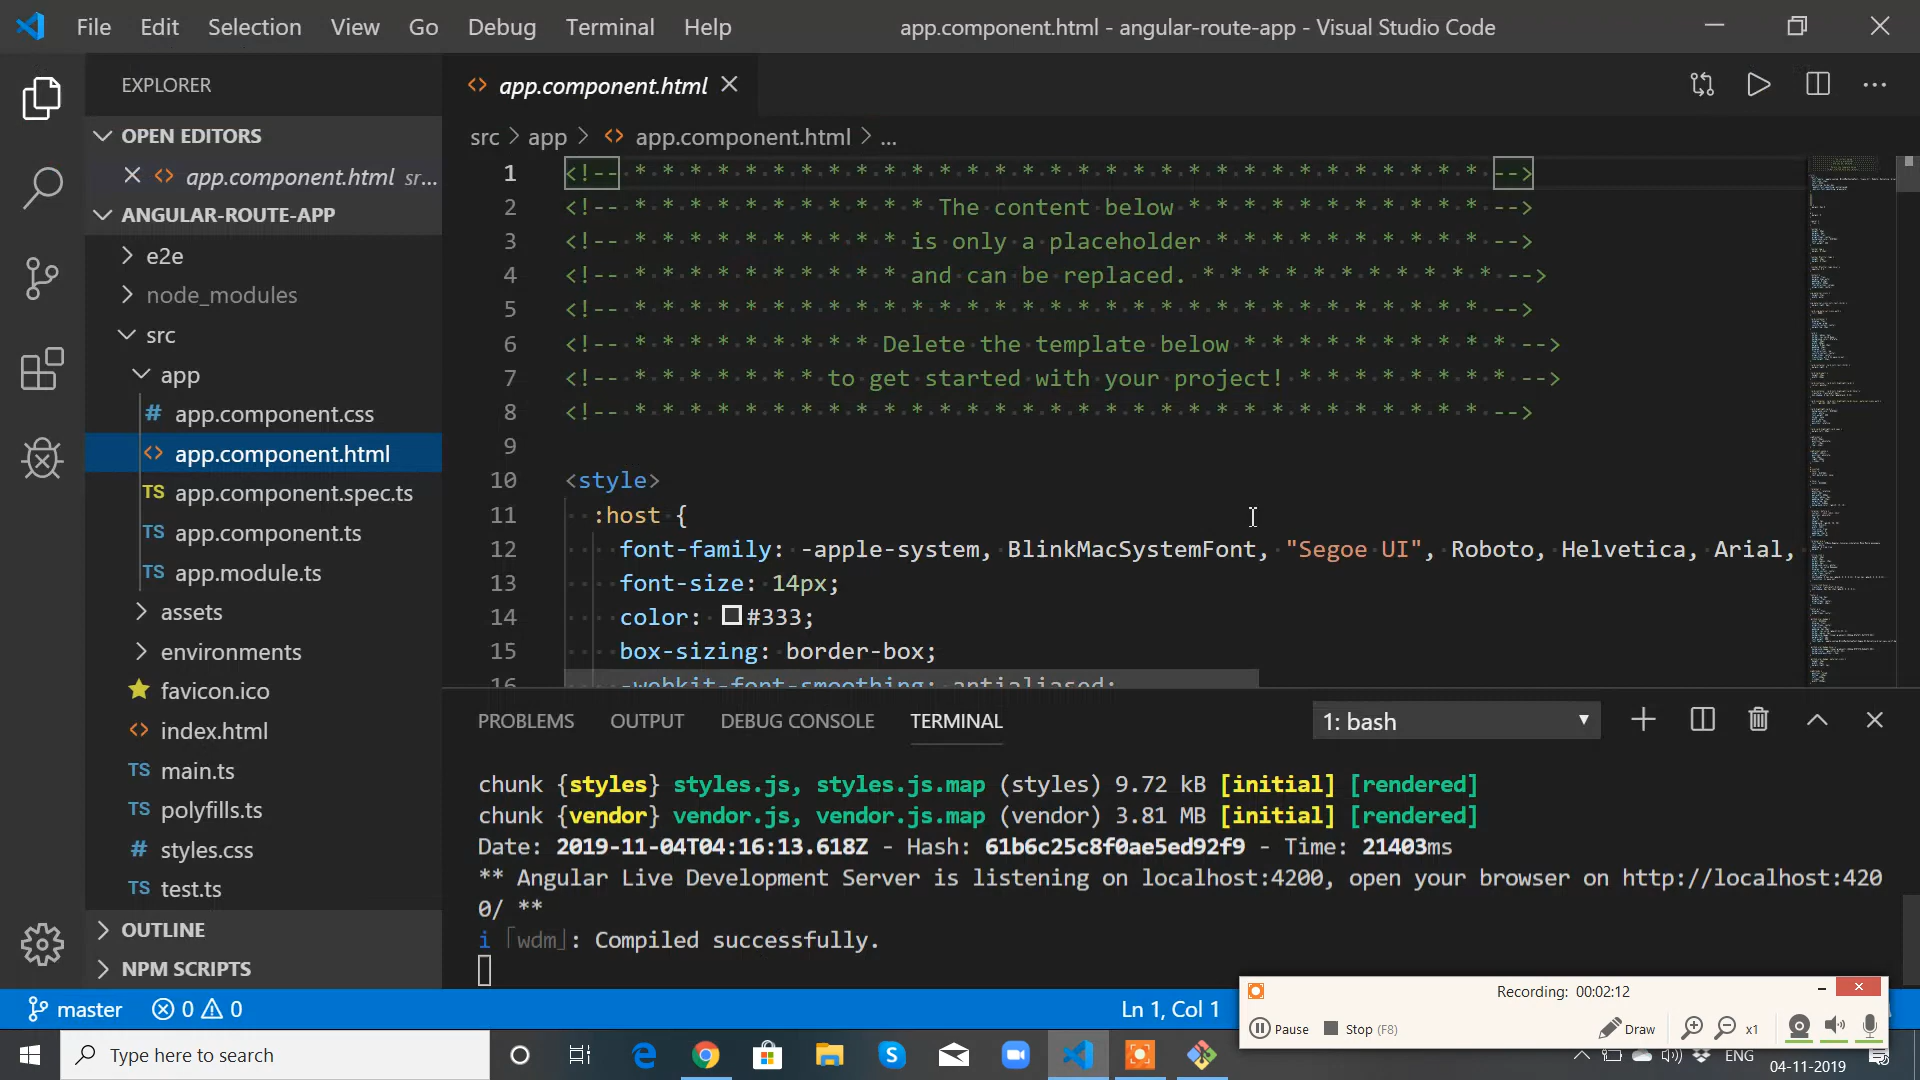 File Edit Selection View Go Debug Terminal Help app.component.html - angular-route-app - Visual Studio Code
EXPLORER
OPEN EDITORS
app.component.html sr...
ANGULAR-ROUTE-APP
e2e
node_modules
src
app
# app.component.css
<> app.component.html
TS app.component.spec.ts
TS app.component.ts
TS app.module.ts
assets
environments
favicon.ico
<> index.html
TS main.ts
TS polyfills.ts
# styles.css
TS test.ts
OUTLINE
NPM SCRIPTS
<> app.component.html
src > app > <> app.component.html > ...
1 <!-- * * * * * * * * * * * * * * * * * * * * * * * * * * * * * * * -->
2 <!-- * * * * * * * * * * * The content below * * * * * * * * * * * -->
3 <!-- * * * * * * * * * * is only a placeholder * * * * * * * * * * -->
4 <!-- * * * * * * * * * * and can be replaced. * * * * * * * * * * * -->
5 <!-- * * * * * * * * * * * * * * * * * * * * * * * * * * * * * * * -->
6 <!-- * * * * * * * * * Delete the template below * * * * * * * * * * -->
7 <!-- * * * * * * * to get started with your project! * * * * * * * * -->
8 <!-- * * * * * * * * * * * * * * * * * * * * * * * * * * * * * * * -->
9
10 <style>
11 :host {
12 font-family: -apple-system, BlinkMacSystemFont, "Segoe UI", Roboto, Helvetica, Arial,
13 font-size: 14px;
14 color: #333;
15 box-sizing: border-box;
16 -webkit-font-smoothing: antialiased;
PROBLEMS OUTPUT DEBUG CONSOLE TERMINAL 1: bash
chunk {styles} styles.js, styles.js.map (styles) 9.72 kB [initial] [rendered]
chunk {vendor} vendor.js, vendor.js.map (vendor) 3.81 MB [initial] [rendered]
Date: 2019-11-04T04:16:13.618Z - Hash: 61b6c25c8f0ae5ed92f9 - Time: 21403ms
** Angular Live Development Server is listening on localhost:4200, open your browser on http://localhost:420
0/ **
i ｢wdm｣: Compiled successfully.
master 0 0 Ln 1, Col 1
Recording: 00:02:12
Pause Stop (F8) Draw x1
Type here to search
ENG
04-11-2019